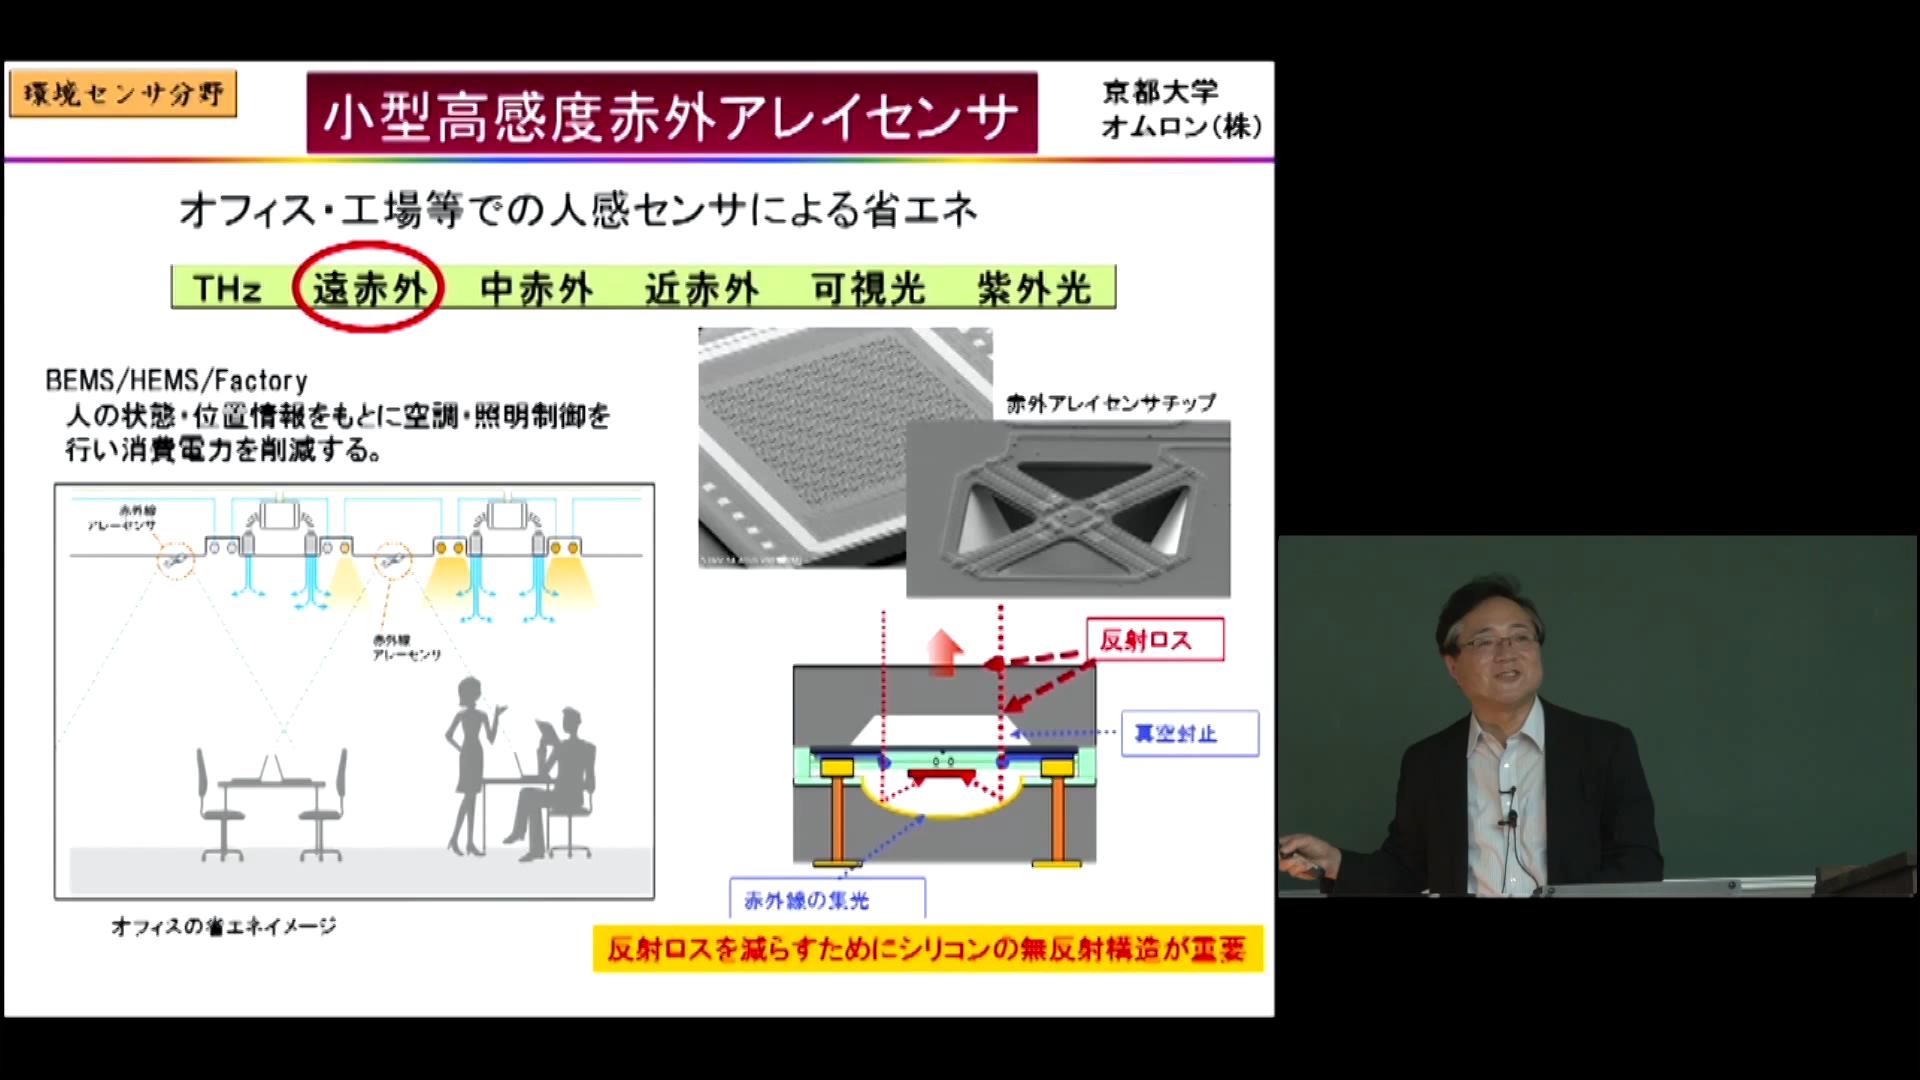 環境センサ分野
小型高感度赤外アレイセンサ
京都大学
オムロン(株)
オフィス・工場等での人感センサによる省エネ
THz 遠赤外 中赤外 近赤外 可視光 紫外光
BEMS/HEMS/Factory
人の状態・位置情報をもとに空調・照明制御を
行い消費電力を削減する。
赤外アレイセンサチップ
赤外線
アレーセンサ
赤外線
アレーセンサ
オフィスの省エネイメージ
反射ロス
真空封止
赤外線の集光
反射ロスを減らすためにシリコンの無反射構造が重要